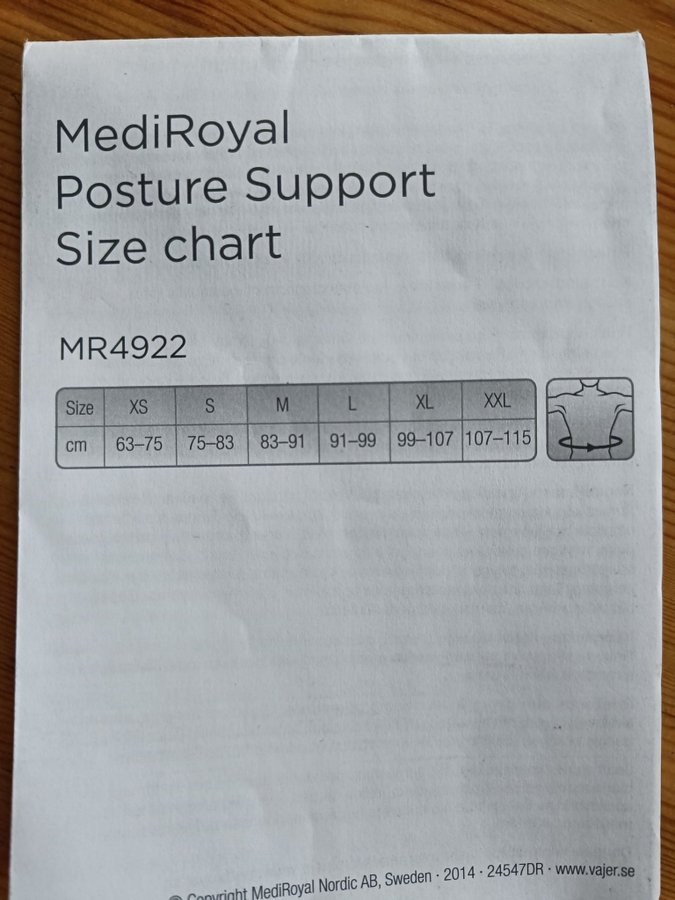 MediRoyal
Posture Support
Size chart
MR4922
Size XS S M L XL XXL
cm 63–75 75–83 83–91 91–99 99–107 107–115
© Copyright MediRoyal Nordic AB, Sweden · 2014 · 24547DR · www.vajer.se